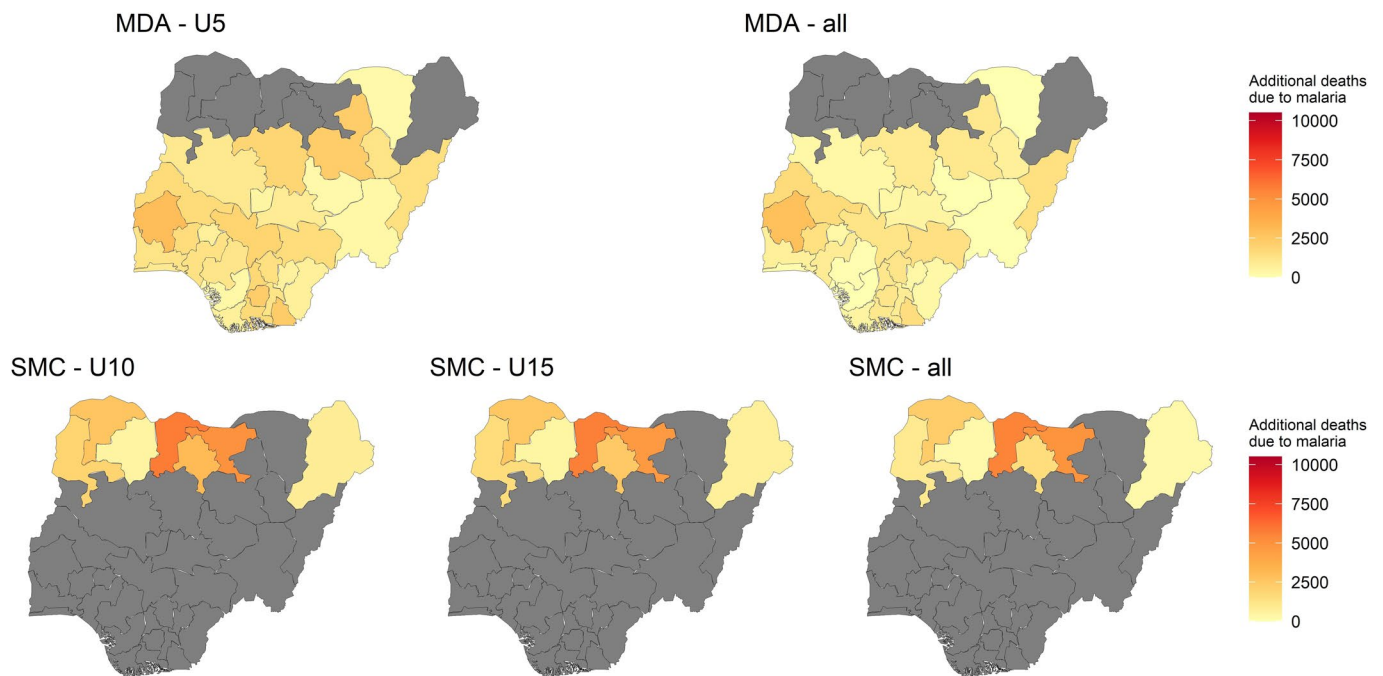 MDA - U5
MDA - all
Additional deaths
due to malaria
10000
7500
5000
2500
0
SMC - U10
SMC - U15
SMC - all
Additional deaths
due to malaria
10000
7500
5000
2500
0